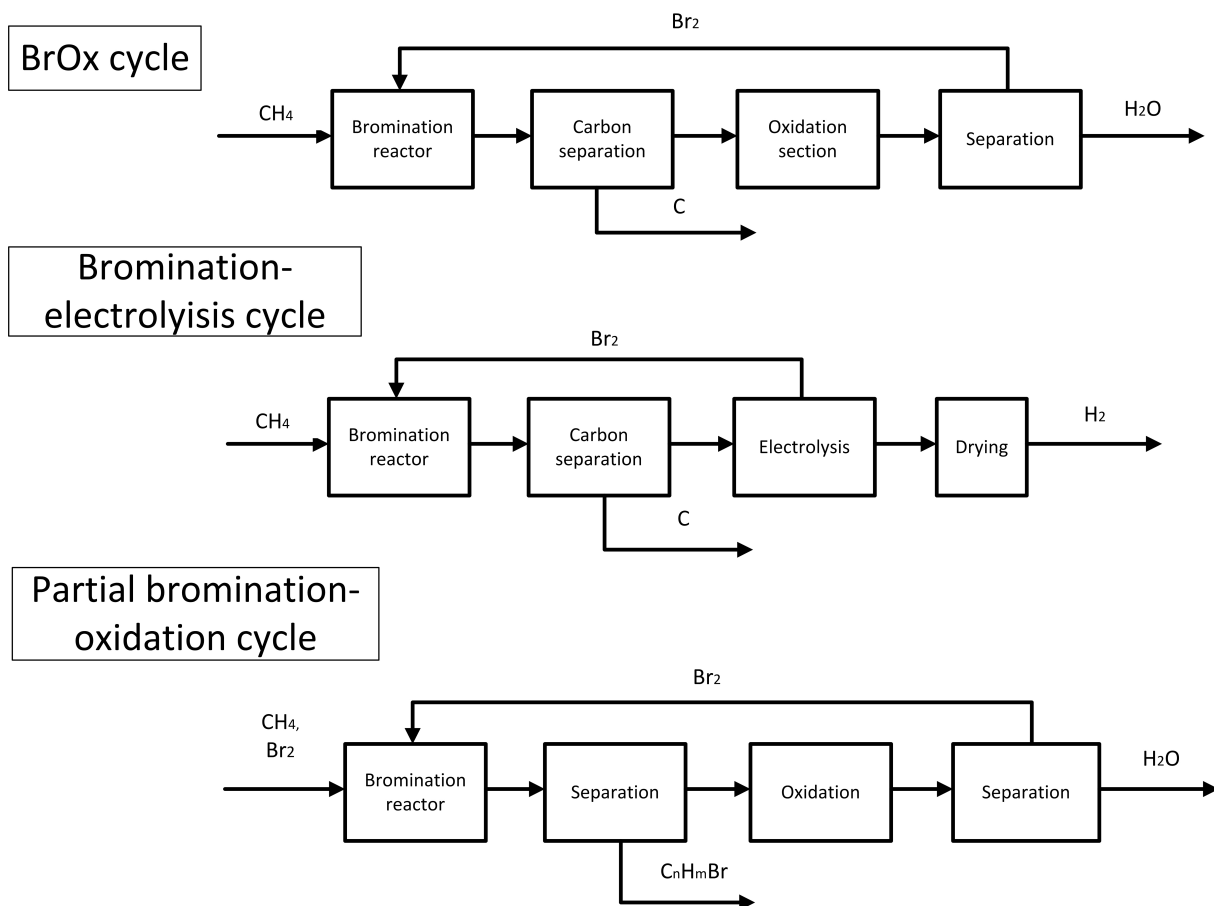 BrOx cycle
Br2
CH4
Bromination
reactor
Carbon
separation
Oxidation
section
Separation
H2O
C
Bromination-
electrolyisis cycle
Br2
CH4
Bromination
reactor
Carbon
separation
Electrolysis
Drying
H2
C
Partial bromination-
oxidation cycle
Br2
CH4,
Br2
Bromination
reactor
Separation
Oxidation
Separation
H2O
CnHmBr